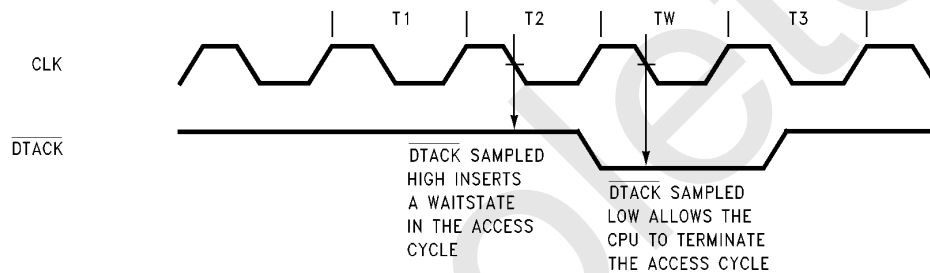 T1 T2 TW T3
CLK
DTACK
DTACK SAMPLED
HIGH INSERTS
A WAITSTATE
IN THE ACCESS
CYCLE
DTACK SAMPLED
LOW ALLOWS THE
CPU TO TERMINATE
THE ACCESS CYCLE